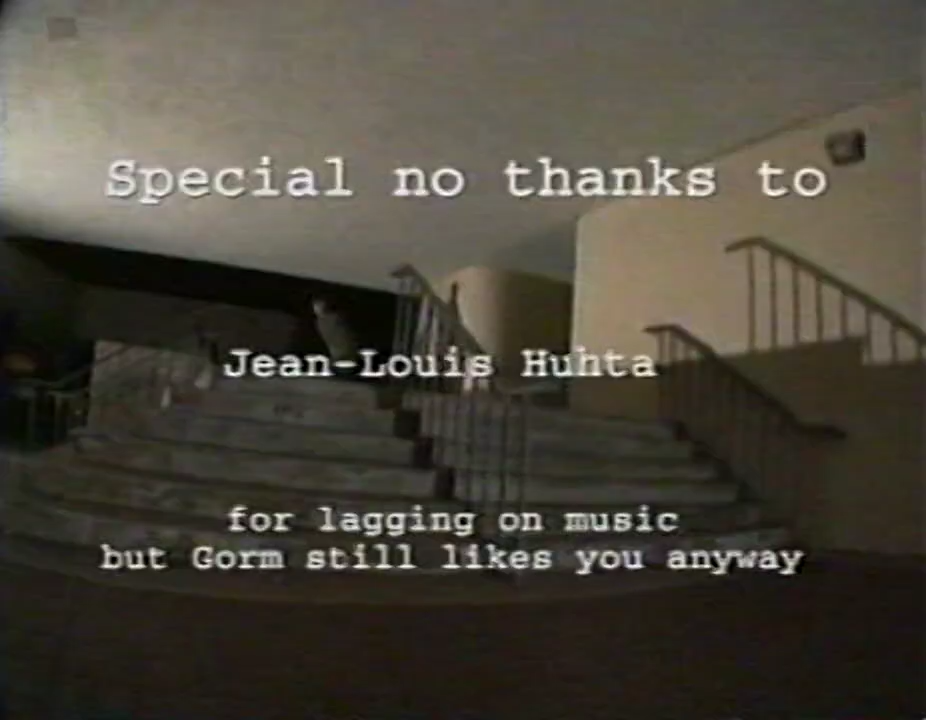 Special no thanks to
Jean-Louis Huhta
for lagging on music
but Gorm still likes you anyway